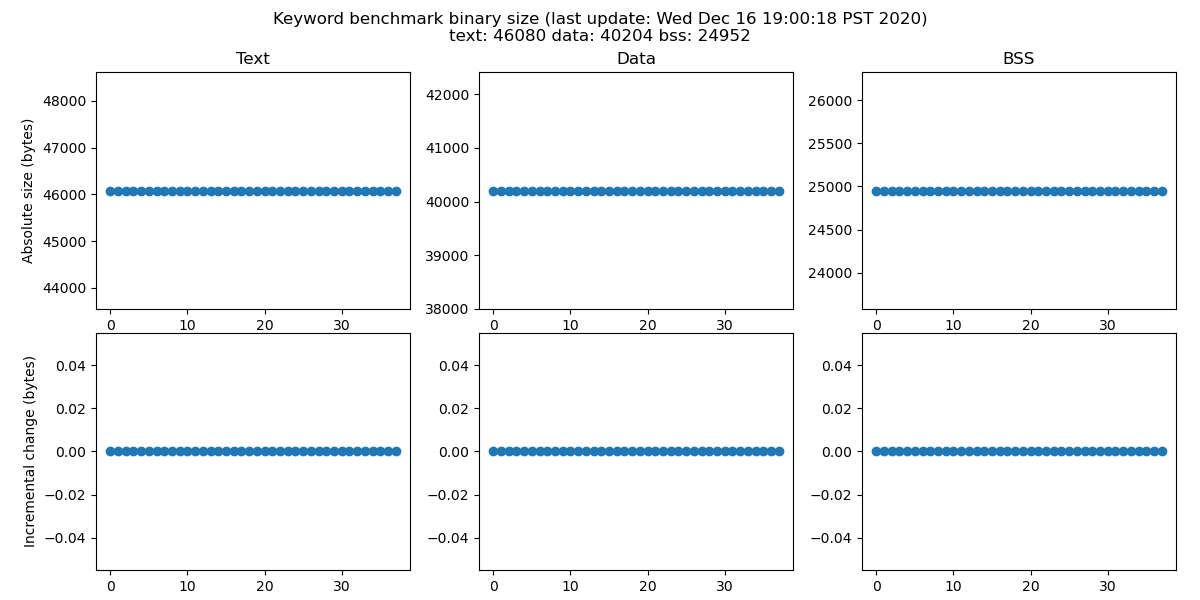 Keyword benchmark binary size (last update: Wed Dec 16 19:00:18 PST 2020)
text: 46080 data: 40204 bss: 24952
Text
Data
BSS
Absolute size (bytes)
48000
47000
46000
45000
44000
0 10 20 30
42000
41000
40000
39000
38000
0 10 20 30
26000
25500
25000
24500
24000
0 10 20 30
Incremental change (bytes)
0.04
0.02
0.00
−0.02
−0.04
0 10 20 30
0.04
0.02
0.00
−0.02
−0.04
0 10 20 30
0.04
0.02
0.00
−0.02
−0.04
0 10 20 30